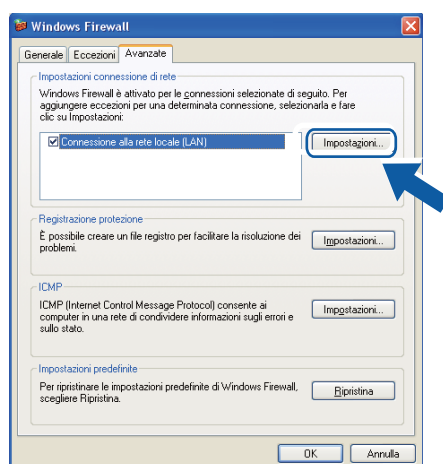 Windows Firewall
Generale Eccezioni Avanzate
Impostazioni connessione di rete
Windows Firewall è attivato per le connessioni selezionate di seguito. Per
aggiungere eccezioni per una determinata connessione, selezionarla e fare
clic su Impostazioni:
Connessione alla rete locale (LAN)
Impostazioni...
Registrazione protezione
È possibile creare un file registro per facilitare la risoluzione dei
problemi.
Impostazioni...
ICMP
ICMP (Internet Control Message Protocol) consente ai
computer in una rete di condividere informazioni sugli errori e
sullo stato.
Impostazioni...
Impostazioni predefinite
Per ripristinare le impostazioni predefinite di Windows Firewall,
scegliere Ripristina.
Ripristina
OK Annulla